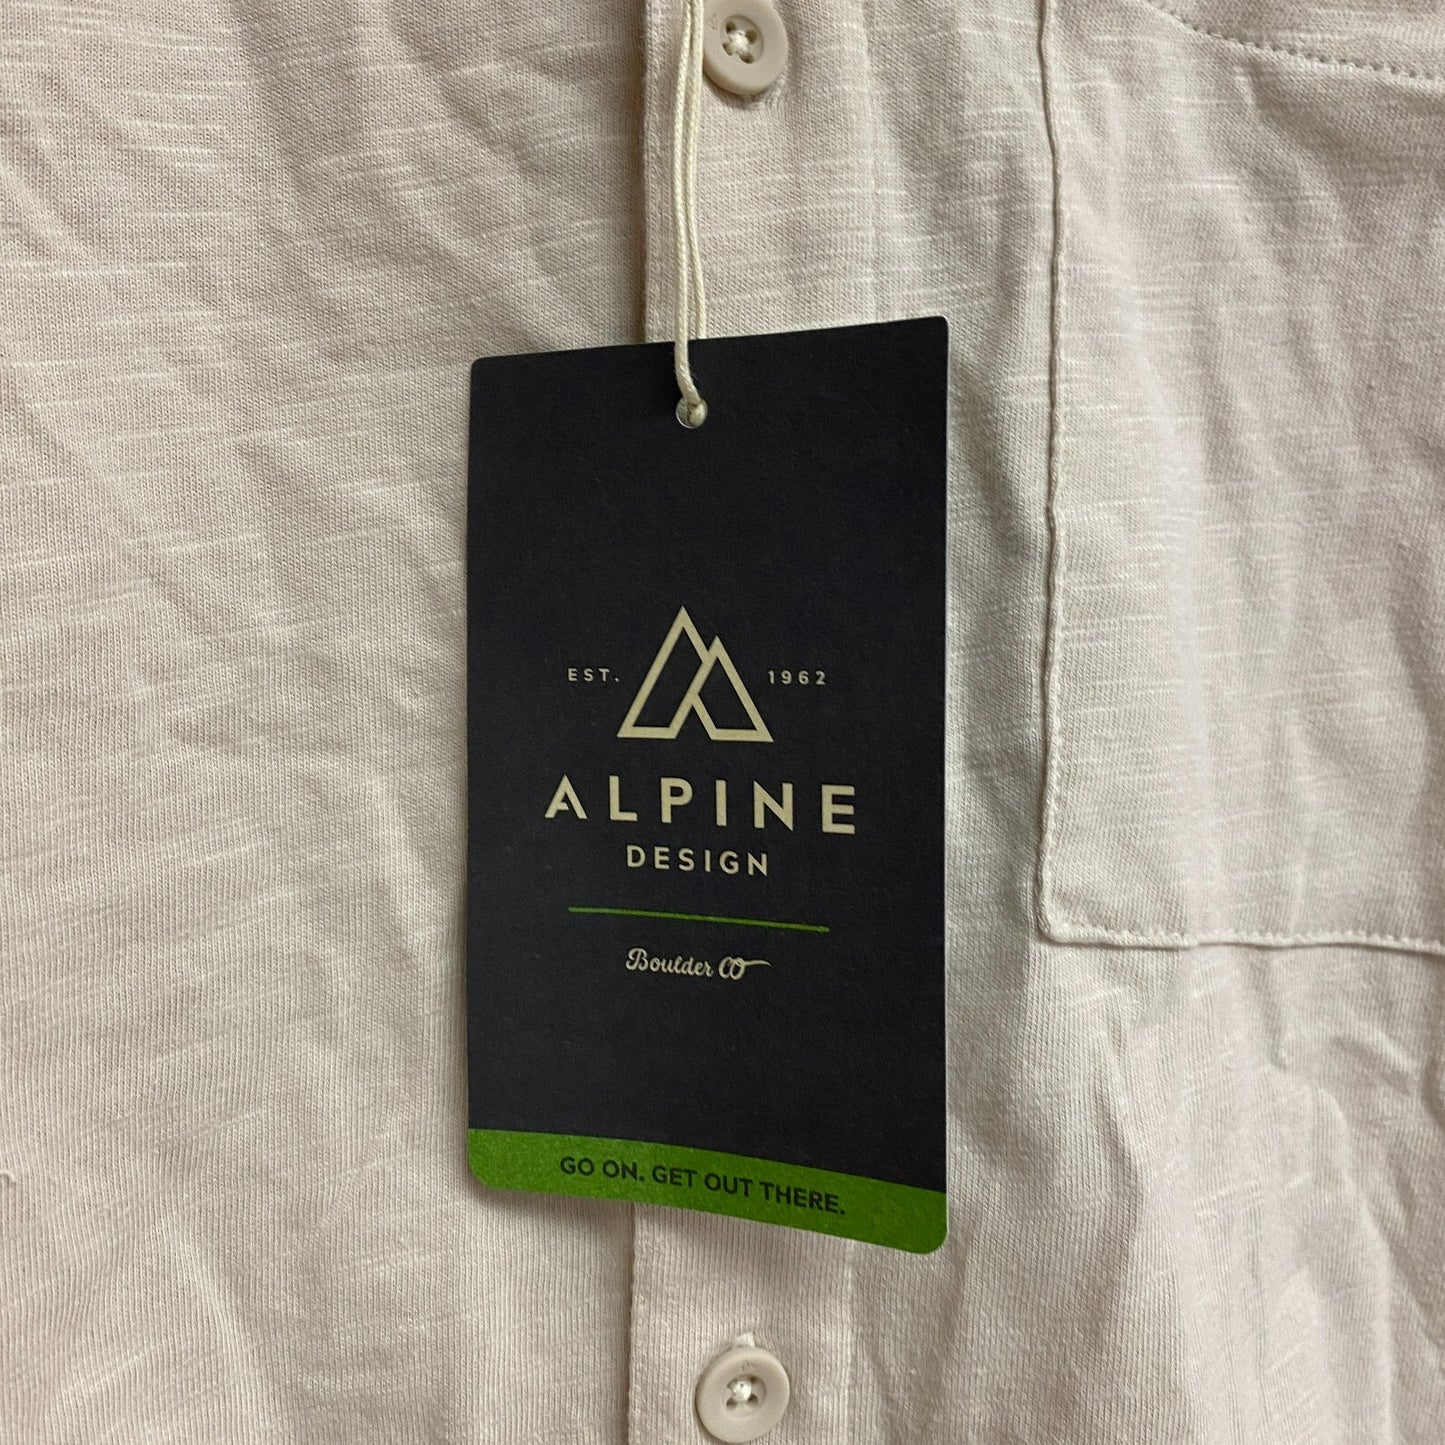 EST. 1962
ALPINE
DESIGN
Boulder CO
GO ON. GET OUT THERE.